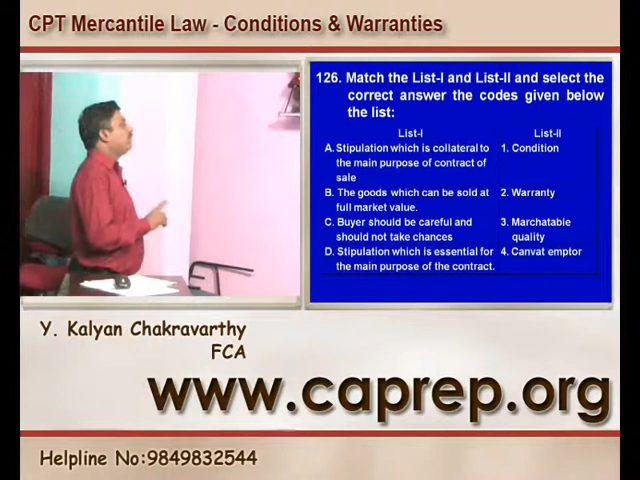 CPT Mercantile Law - Conditions & Warranties
126. Match the List-I and List-II and select the
correct answer the codes given below
the list:
List-I
List-II
A. Stipulation which is collateral to
the main purpose of contract of
sale
1. Condition
B. The goods which can be sold at
full market value.
2. Warranty
C. Buyer should be careful and
should not take chances
3. Marchatable
quality
D. Stipulation which is essential for
the main purpose of the contract.
4. Canvat emptor
Y. Kalyan Chakravarthy
FCA
www.caprep.org
Helpline No:9849832544